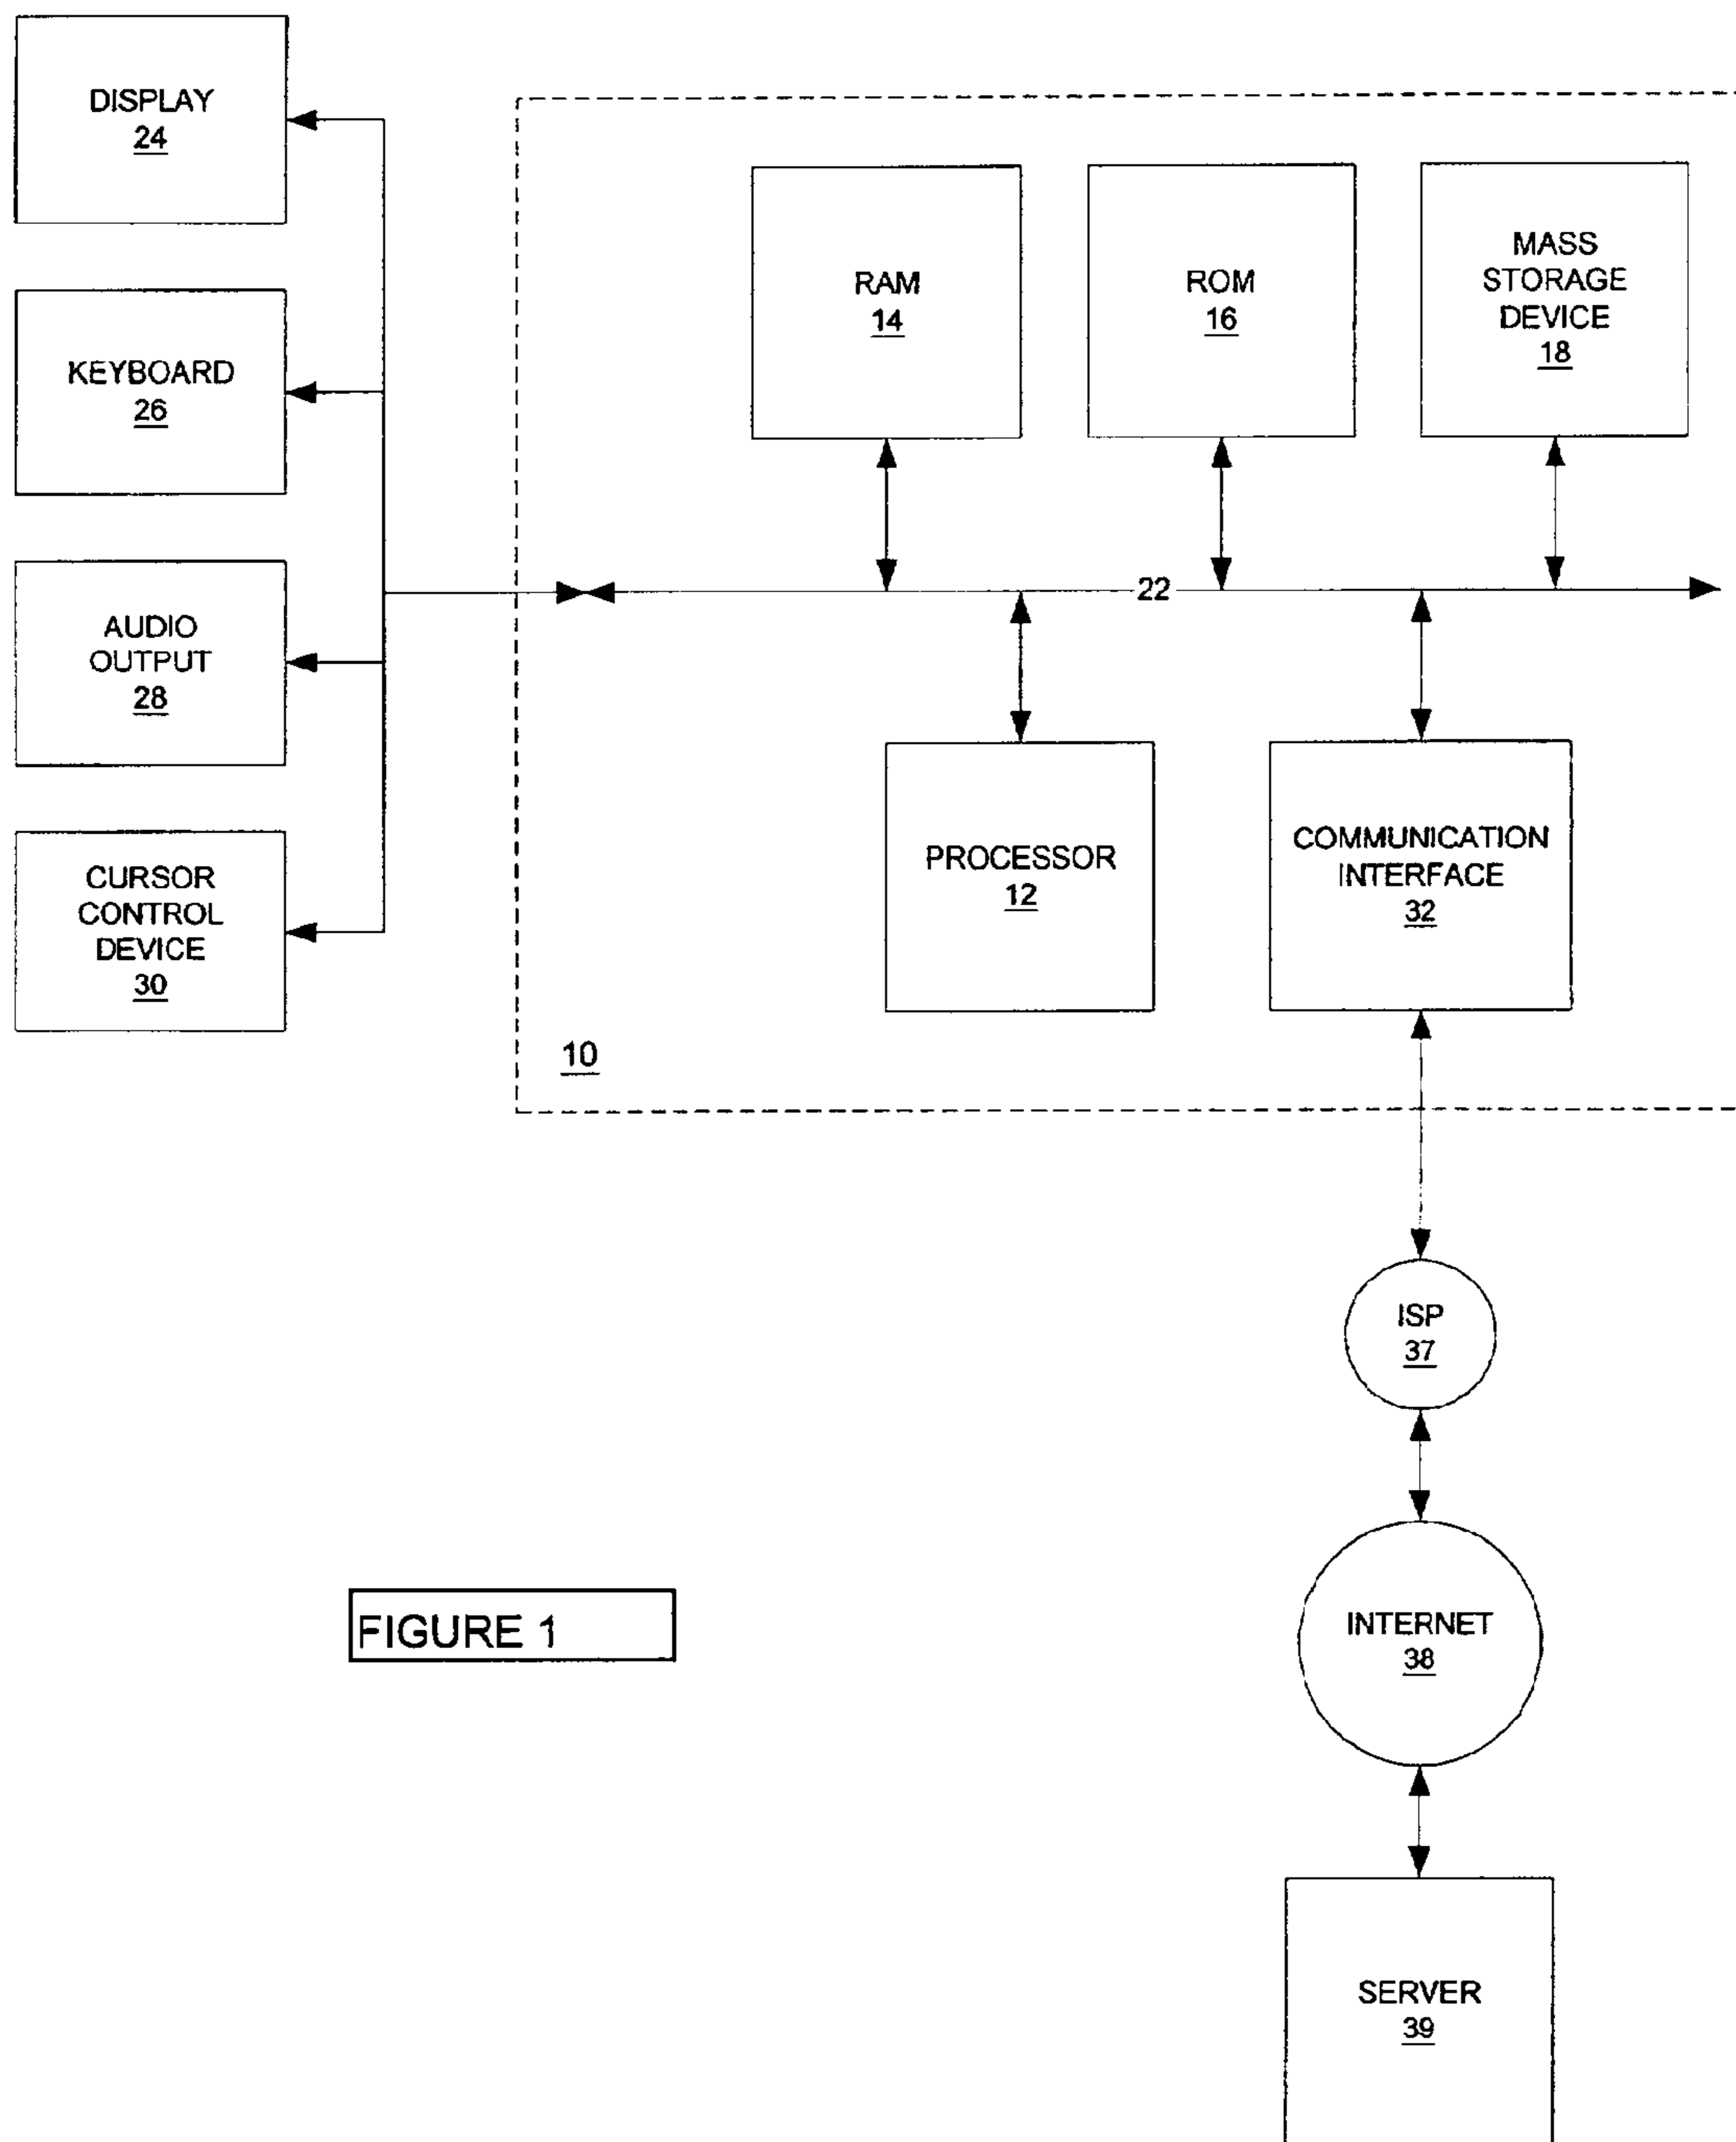 DISPLAY
24
KEYBOARD
26
AUDIO
OUTPUT
28
CURSOR
CONTROL
DEVICE
30
RAM
14
ROM
16
MASS
STORAGE
DEVICE
18
22
PROCESSOR
12
COMMUNICATION
INTERFACE
32
10
ISP
37
INTERNET
38
SERVER
39
FIGURE 1